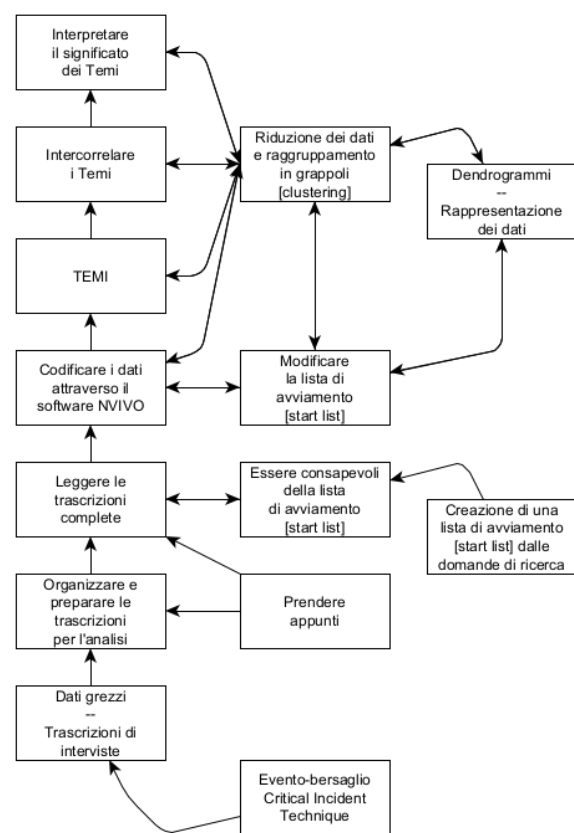 Interpretare
il significato
dei Temi
Intercorrelare
i Temi
Riduzione dei dati
e raggruppamento
in grappoli
[clustering]
Dendrogrammi
--
Rappresentazione
dei dati
TEMI
Codificare i dati
attraverso il
software NVIVO
Modificare
la lista di
avviamento
[start list]
Leggere le
trascrizioni
complete
Essere consapevoli
della lista
di avviamento
[start list]
Creazione di una
lista di avviamento
[start list] dalle
domande di ricerca
Organizzare e
preparare le
trascrizioni
per l'analisi
Prendere
appunti
Dati grezzi
--
Trascrizioni di
interviste
Evento-bersaglio
Critical Incident
Technique